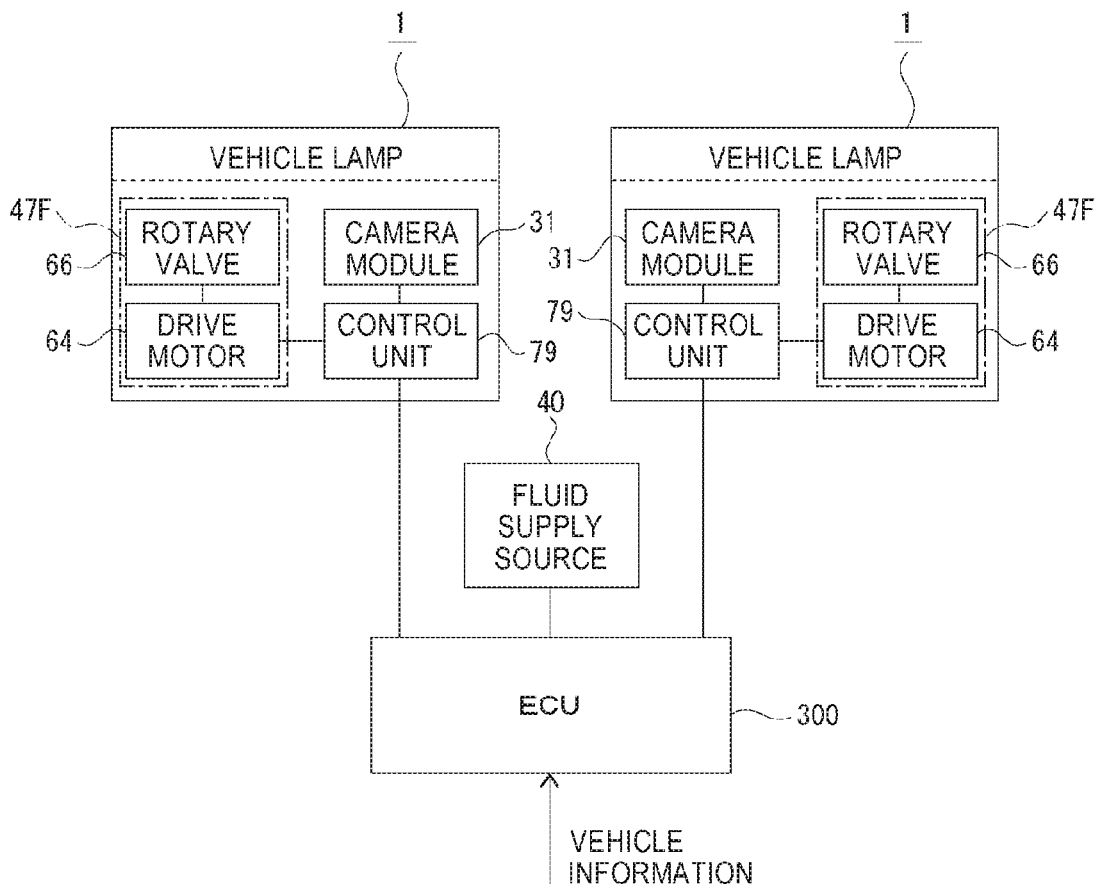 1
1
VEHICLE LAMP
VEHICLE LAMP
47F
ROTARY
VALVE
66
CAMERA
MODULE
31
DRIVE
MOTOR
64
CONTROL
UNIT
79
CAMERA
MODULE
31
ROTARY
VALVE
47F
66
CONTROL
UNIT
79
DRIVE
MOTOR
64
40
FLUID
SUPPLY
SOURCE
ECU
300
VEHICLE
INFORMATION